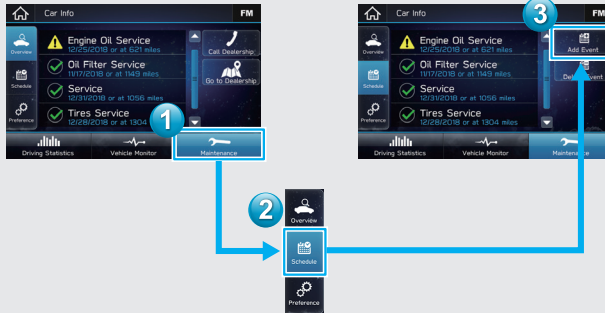 Car Info
FM
Overview
Engine Oil Service
12/25/2018 or at 621 miles
Call Dealership
Schedule
Oil Filter Service
11/17/2018 or at 1149 miles
Go to Dealership
Service
12/31/2018 or at 1056 miles
Preference
Tires Service
12/28/2018 or at 1304
1
Driving Statistics
Vehicle Monitor
Maintenance
Car Info
3
FM
Overview
Engine Oil Service
12/25/2018 or at 621 miles
Add Event
Schedule
Oil Filter Service
11/17/2018 or at 1149 miles
Service
12/31/2018 or at 1056 miles
Preference
Tires Service
12/28/2018 or at 1304 miles
Driving Statistics
Vehicle Monitor
Maintenance
2
Overview
Schedule
Preference